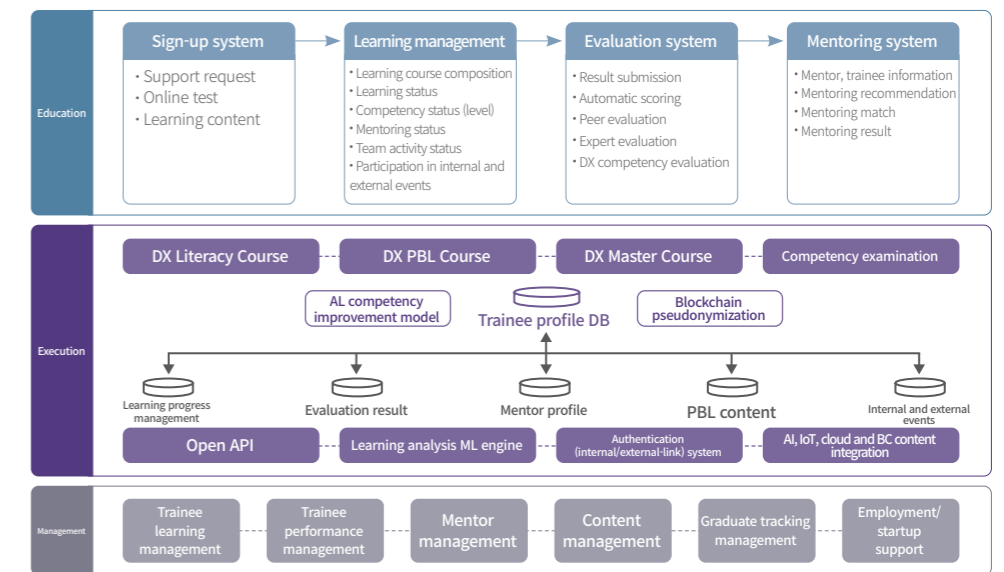 Education
Sign-up system
• Support request
• Online test
• Learning content
Learning management
• Learning course composition
• Learning status
• Competency status (level)
• Mentoring status
• Team activity status
• Participation in internal and
external events
Evaluation system
• Result submission
• Automatic scoring
• Peer evaluation
• Expert evaluation
• DX competency evaluation
Mentoring system
• Mentor, trainee information
• Mentoring recommendation
• Mentoring match
• Mentoring result
Execution
DX Literacy Course
DX PBL Course
DX Master Course
Competency examination
AL competency
improvement model
Trainee profile DB
Blockchain
pseudonymization
Learning progress
management
Evaluation result
Mentor profile
PBL content
Internal and external
events
Open API
Learning analysis ML engine
Authentication
(internal/external-link) system
AI, IoT, cloud and BC content
integration
Management
Trainee
learning
management
Trainee
performance
management
Mentor
management
Content
management
Graduate tracking
management
Employment/
startup
support